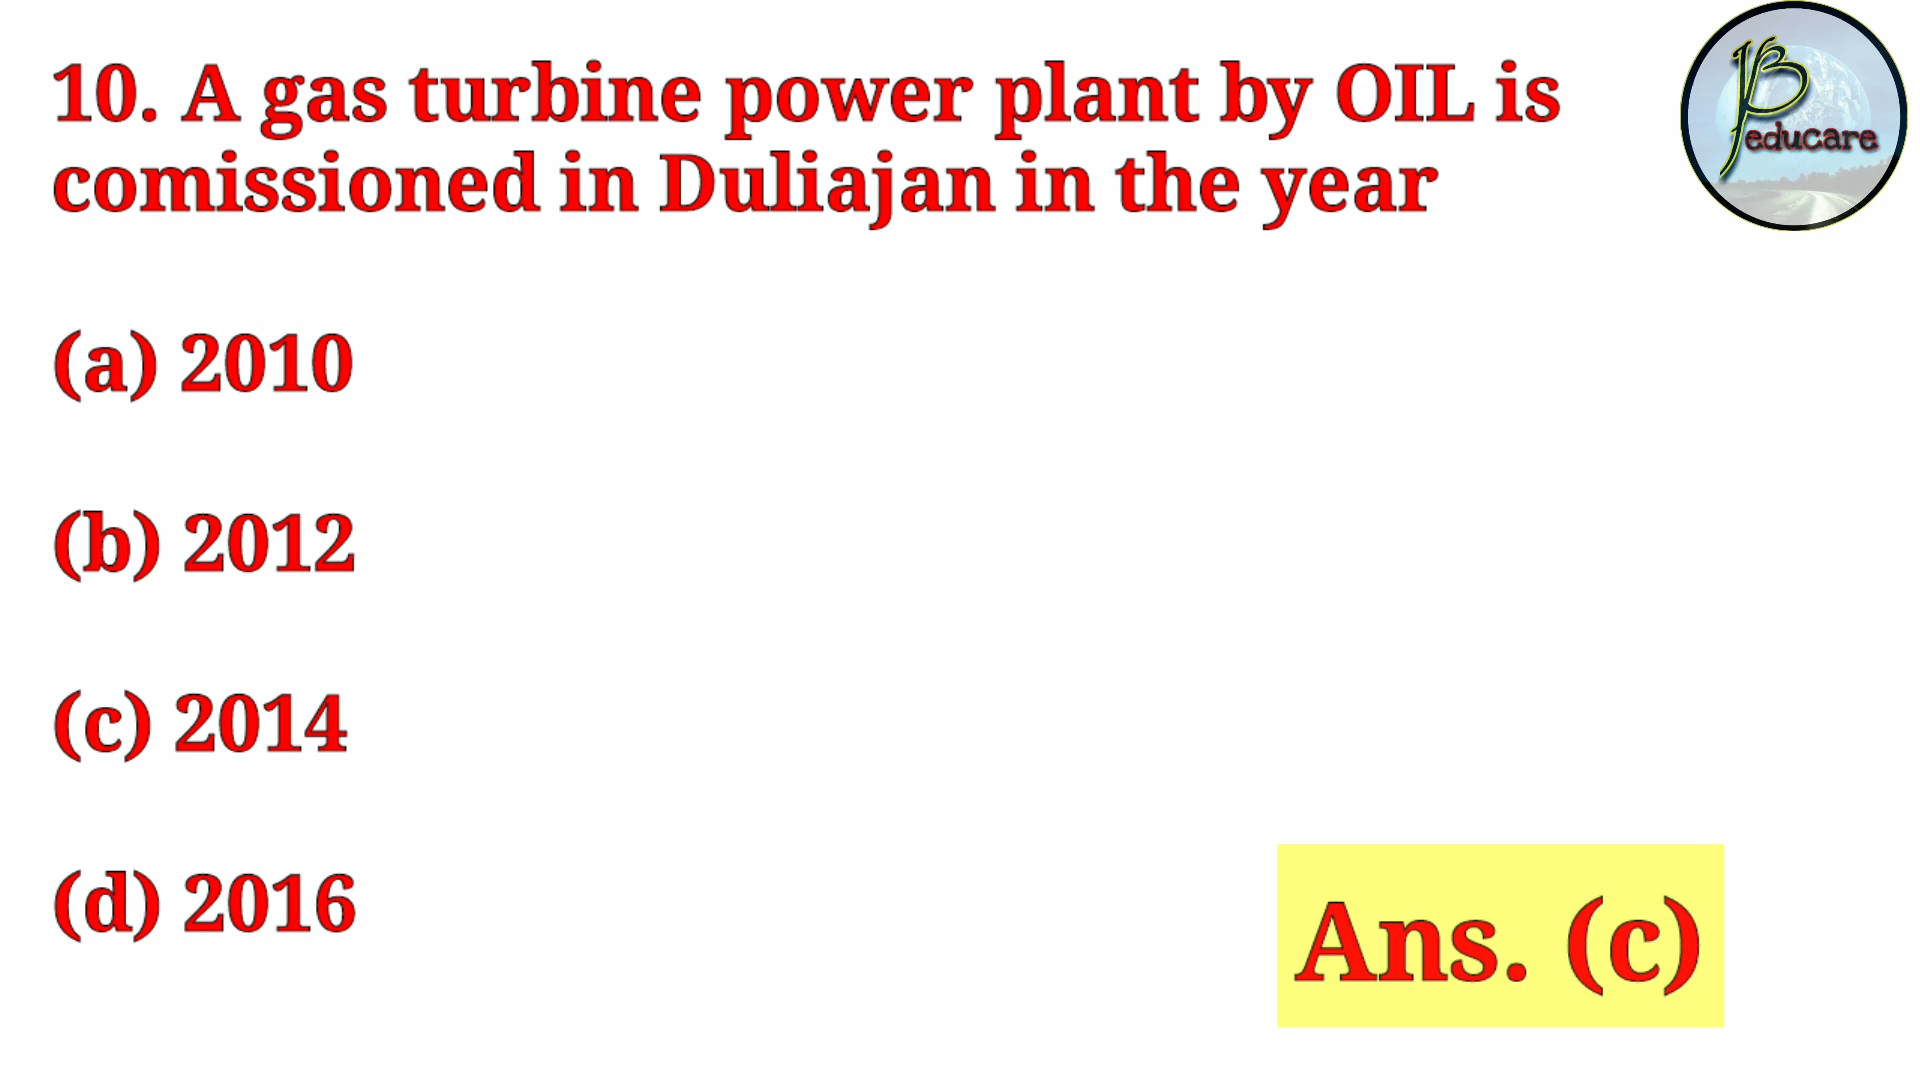 10. A gas turbine power plant by OIL is
comissioned in Duliajan in the year
(a) 2010
(b) 2012
(c) 2014
(d) 2016
Ans. (c)
educare